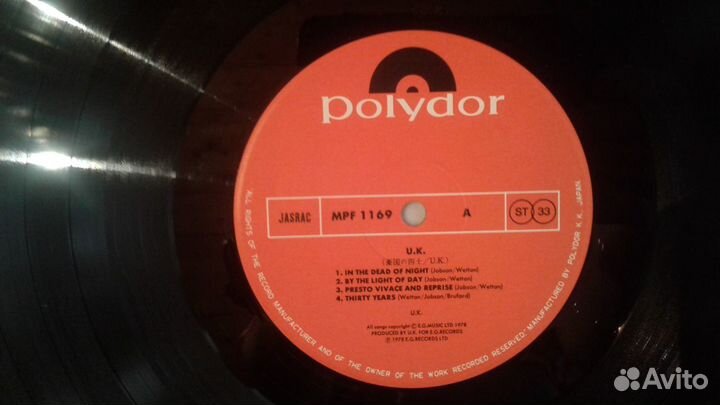 polydor
JASRAC
MPF 1169
A
ST 33
U.K.
(憂国の四士/U.K.)
1. IN THE DEAD OF NIGHT (Jobson/Wetton)
2. BY THE LIGHT OF DAY (Jobson/Wetton)
3. PRESTO VIVACE AND REPRISE (Jobson/Wetton)
4. THIRTY YEARS (Wetton/Jobson/Bruford)
U.K.
All songs copyright Ⓒ E.G.MUSIC LTD 1978
PRODUCED BY U.K. FOR E.G.RECORDS
Ⓟ 1978 E.G.RECORDS LTD
ALL RIGHTS OF THE RECORD MANUFACTURER AND OF THE OWNER OF THE WORK RECORDED RESERVED. MANUFACTURED BY POLYDOR K.K. JAPAN.
Avito